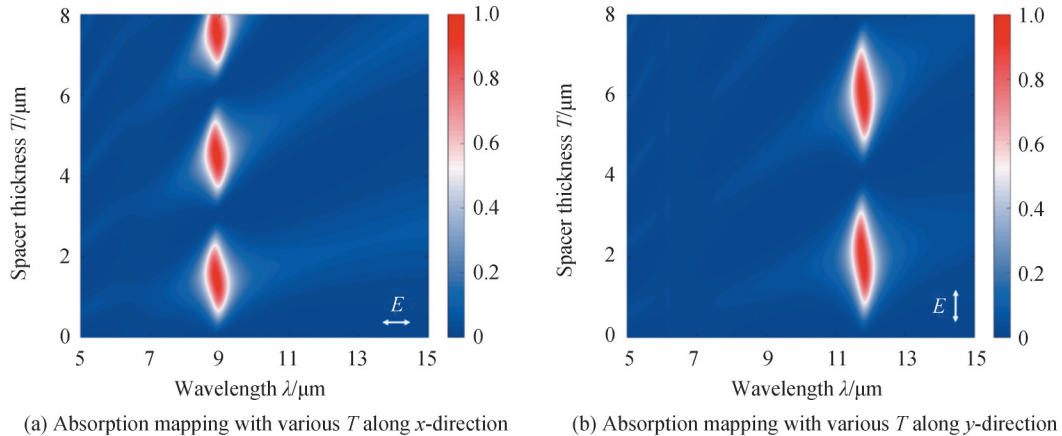 8
6
4
2
0
Spacer thickness T/μm
5 7 9 11 13 15
Wavelength λ/μm
E
1.0
0.8
0.6
0.4
0.2
0
(a) Absorption mapping with various T along x-direction
8
6
4
2
0
Spacer thickness T/μm
5 7 9 11 13 15
Wavelength λ/μm
E
1.0
0.8
0.6
0.4
0.2
0
(b) Absorption mapping with various T along y-direction